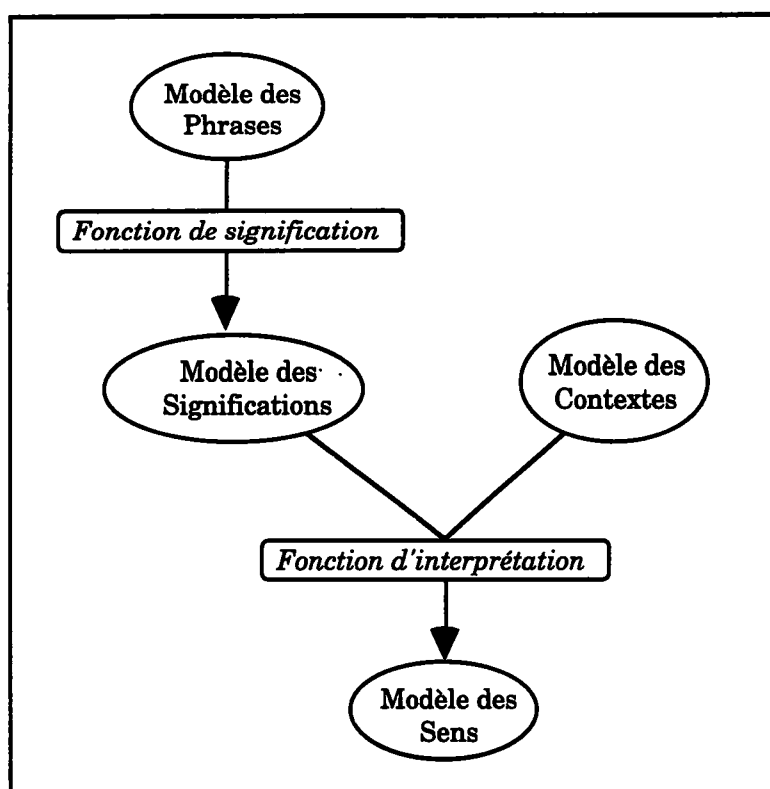 Modèle des
Phrases
Fonction de signification
Modèle des
Significations
Modèle des
Contextes
Fonction d'interprétation
Modèle des
Sens